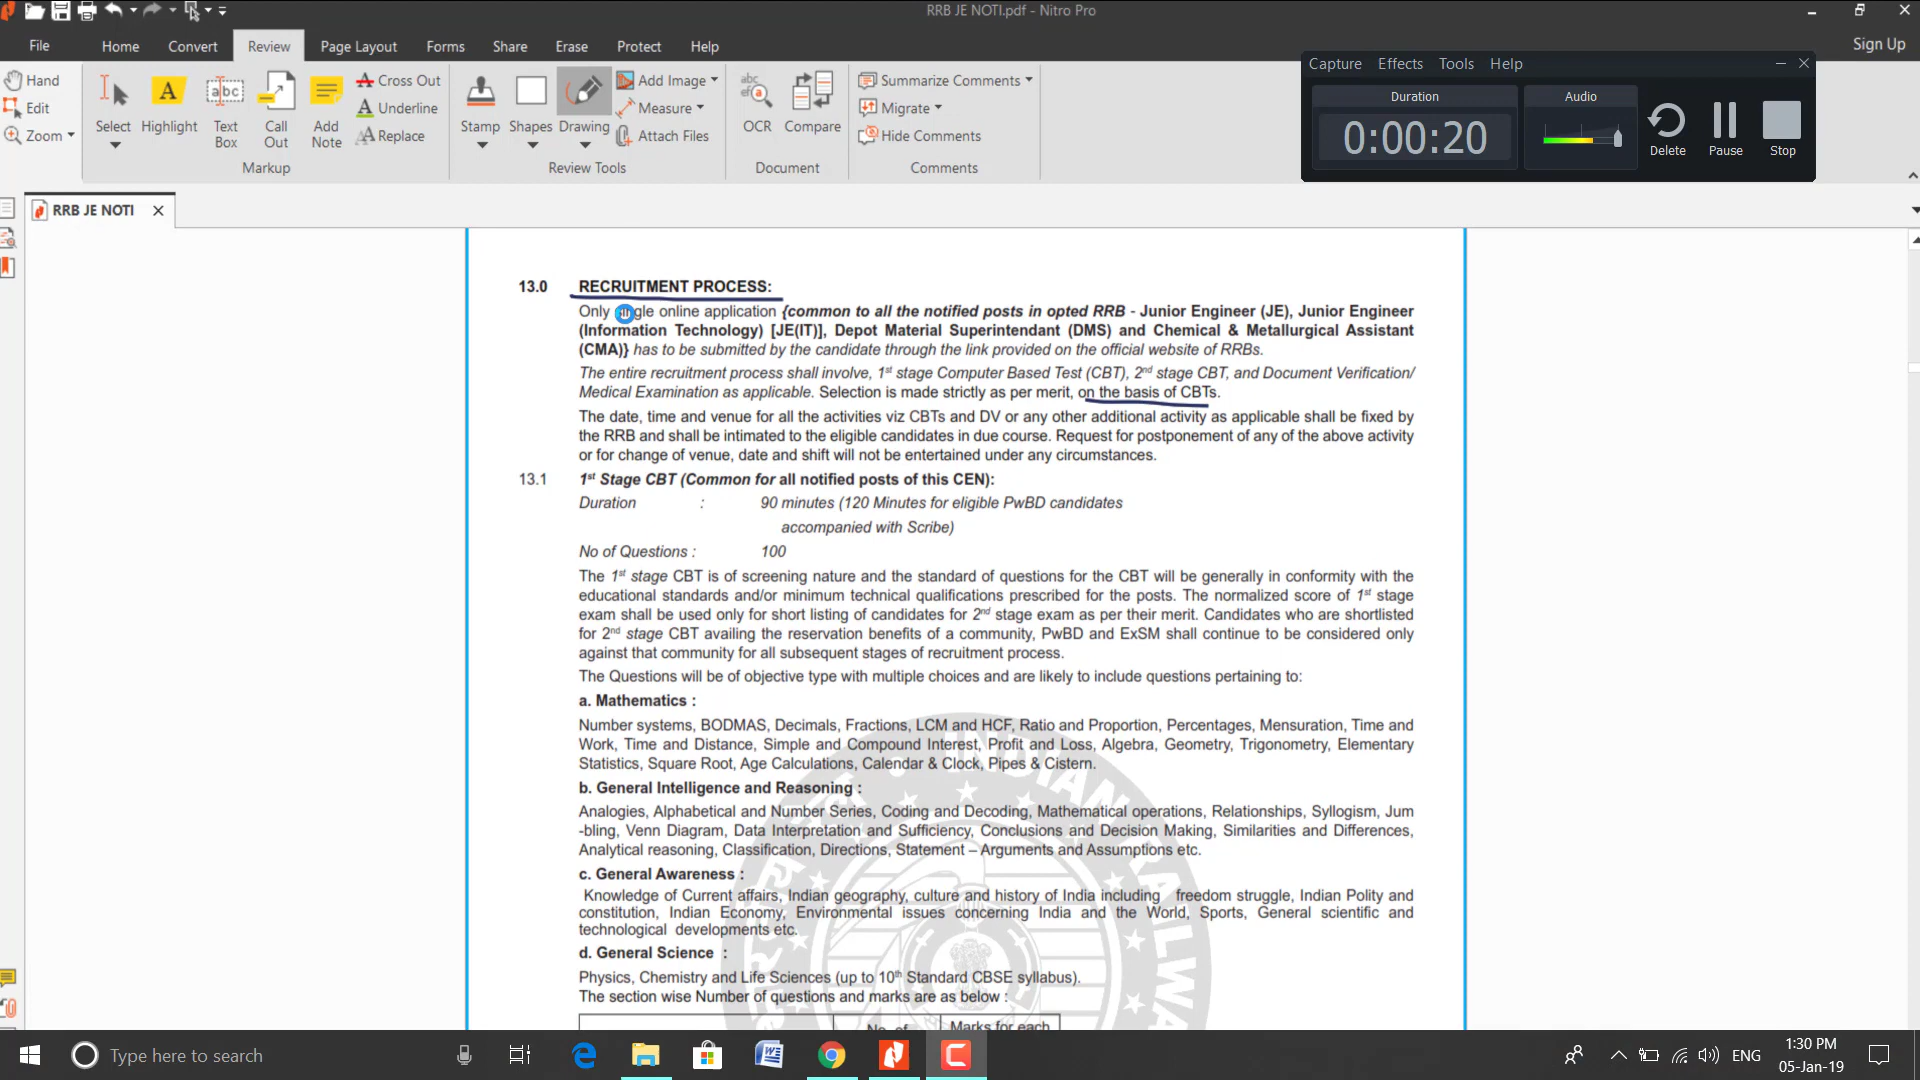 RRB JE NOTI.pdf - Nitro Pro
File Home Convert Review Page Layout Forms Share Erase Protect Help Sign Up
Capture Effects Tools Help
Hand
Edit
Zoom
Select
Highlight
Text Box
Call Out
Add Note
Cross Out
Underline
Replace
Markup
Stamp
Shapes
Drawing
Add Image
Measure
Attach Files
Review Tools
OCR
Compare
Document
Summarize Comments
Migrate
Hide Comments
Comments
Duration
0:00:20
Audio
Delete
Pause
Stop
RRB JE NOTI
13.0 RECRUITMENT PROCESS:
Only single online application {common to all the notified posts in opted RRB - Junior Engineer (JE), Junior Engineer
(Information Technology) [JE(IT)], Depot Material Superintendant (DMS) and Chemical & Metallurgical Assistant
(CMA)} has to be submitted by the candidate through the link provided on the official website of RRBs.
The entire recruitment process shall involve, 1st stage Computer Based Test (CBT), 2nd stage CBT, and Document Verification/
Medical Examination as applicable. Selection is made strictly as per merit, on the basis of CBTs.
The date, time and venue for all the activities viz CBTs and DV or any other additional activity as applicable shall be fixed by
the RRB and shall be intimated to the eligible candidates in due course. Request for postponement of any of the above activity
or for change of venue, date and shift will not be entertained under any circumstances.
13.1 1st Stage CBT (Common for all notified posts of this CEN):
Duration : 90 minutes (120 Minutes for eligible PwBD candidates
accompanied with Scribe)
No of Questions : 100
The 1st stage CBT is of screening nature and the standard of questions for the CBT will be generally in conformity with the
educational standards and/or minimum technical qualifications prescribed for the posts. The normalized score of 1st stage
exam shall be used only for short listing of candidates for 2nd stage exam as per their merit. Candidates who are shortlisted
for 2nd stage CBT availing the reservation benefits of a community, PwBD and ExSM shall continue to be considered only
against that community for all subsequent stages of recruitment process.
The Questions will be of objective type with multiple choices and are likely to include questions pertaining to:
a. Mathematics :
Number systems, BODMAS, Decimals, Fractions, LCM and HCF, Ratio and Proportion, Percentages, Mensuration, Time and
Work, Time and Distance, Simple and Compound Interest, Profit and Loss, Algebra, Geometry, Trigonometry, Elementary
Statistics, Square Root, Age Calculations, Calendar & Clock, Pipes & Cistern.
b. General Intelligence and Reasoning :
Analogies, Alphabetical and Number Series, Coding and Decoding, Mathematical operations, Relationships, Syllogism, Jum
-bling, Venn Diagram, Data Interpretation and Sufficiency, Conclusions and Decision Making, Similarities and Differences,
Analytical reasoning, Classification, Directions, Statement – Arguments and Assumptions etc.
c. General Awareness :
Knowledge of Current affairs, Indian geography, culture and history of India including freedom struggle, Indian Polity and
constitution, Indian Economy, Environmental issues concerning India and the World, Sports, General scientific and
technological developments etc.
d. General Science :
Physics, Chemistry and Life Sciences (up to 10th Standard CBSE syllabus).
The section wise Number of questions and marks are as below :
No. of Marks for each
INDIAN RAILWAY
Type here to search
ENG
1:30 PM
05-Jan-19